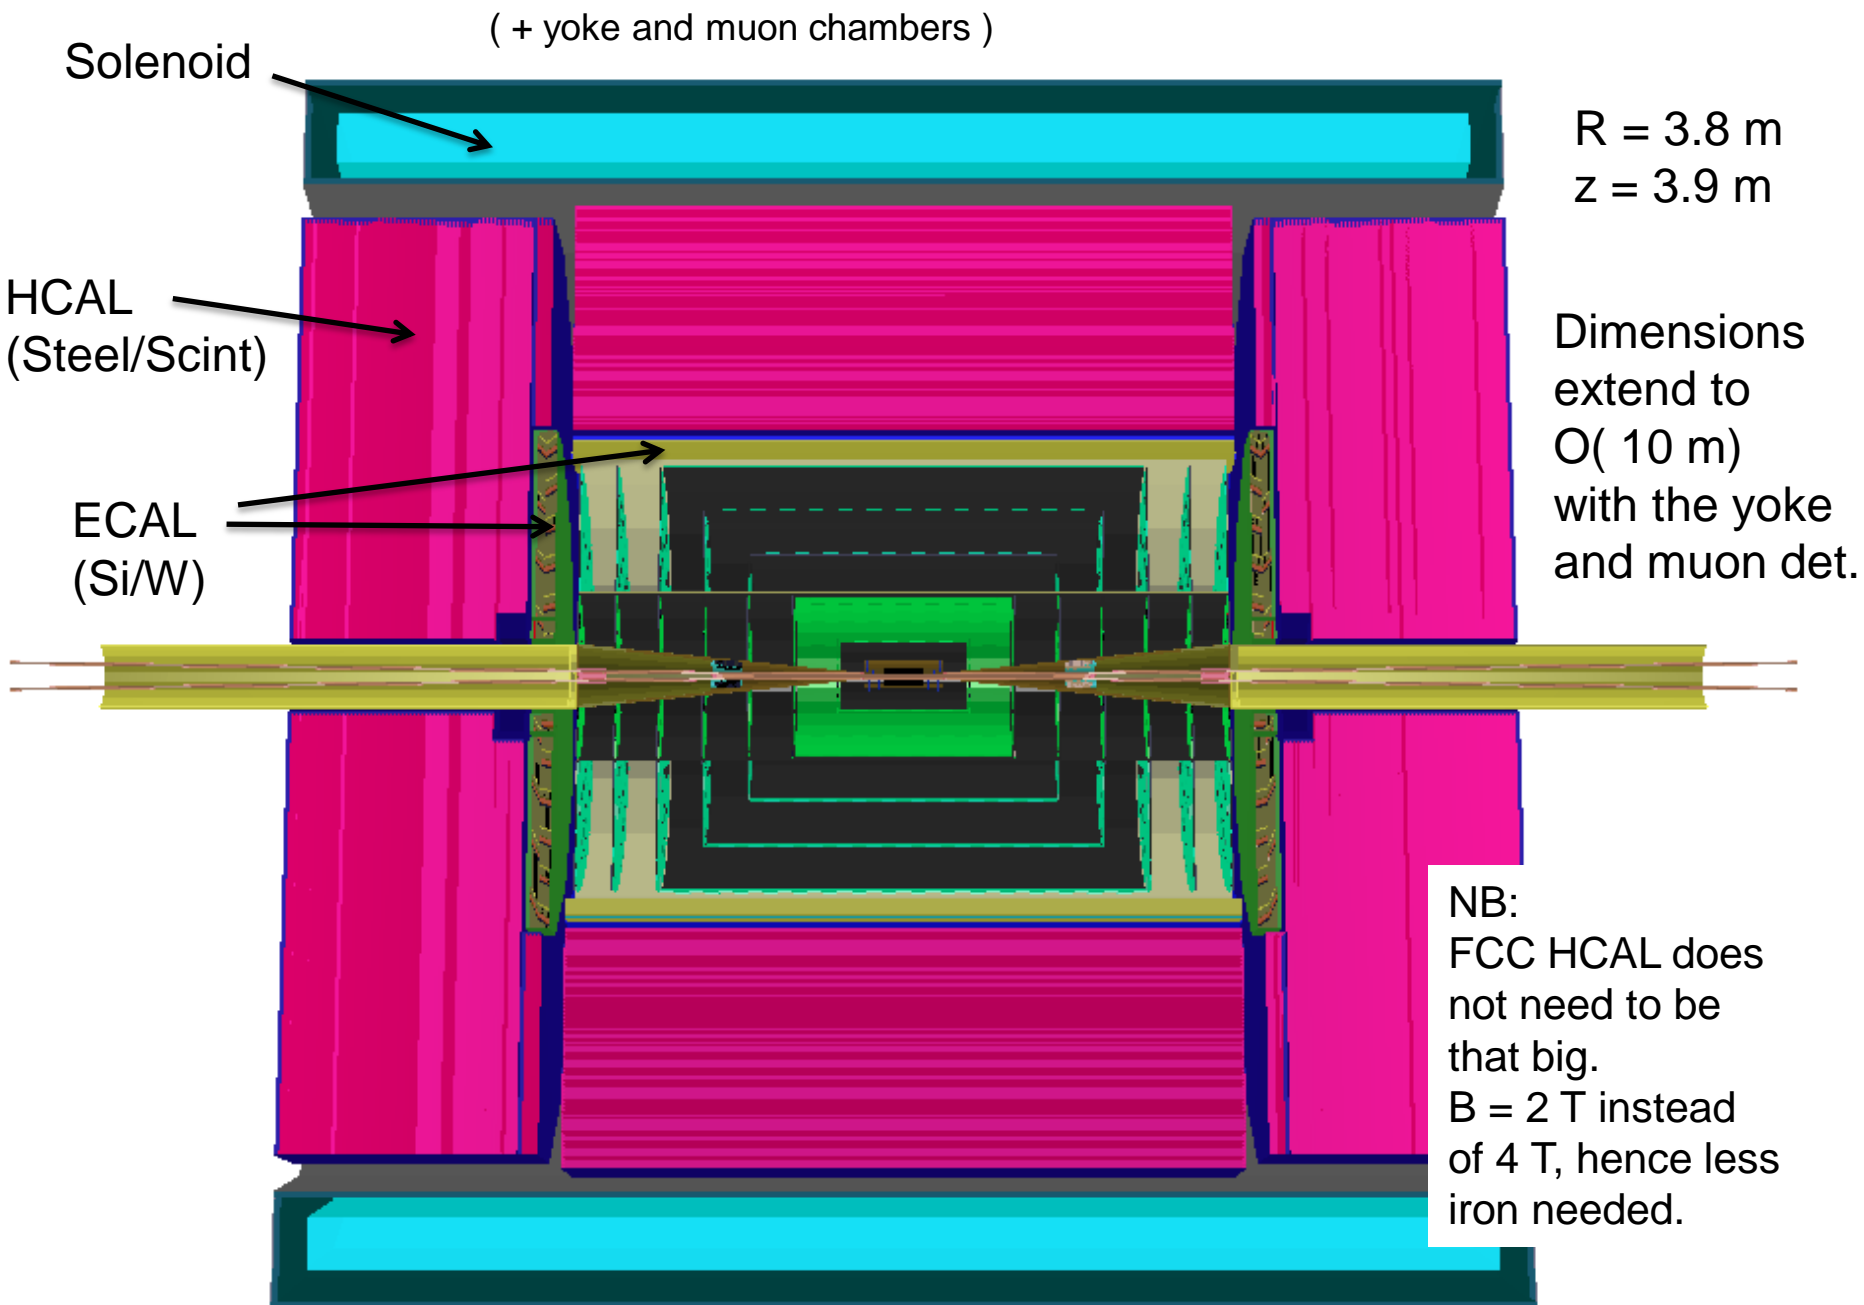 ( + yoke and muon chambers )
Solenoid
R = 3.8 m
z = 3.9 m
HCAL
(Steel/Scint)
Dimensions
extend to
O( 10 m)
with the yoke
and muon det.
ECAL
(Si/W)
NB:
FCC HCAL does
not need to be
that big.
B = 2 T instead
of 4 T, hence less
iron needed.